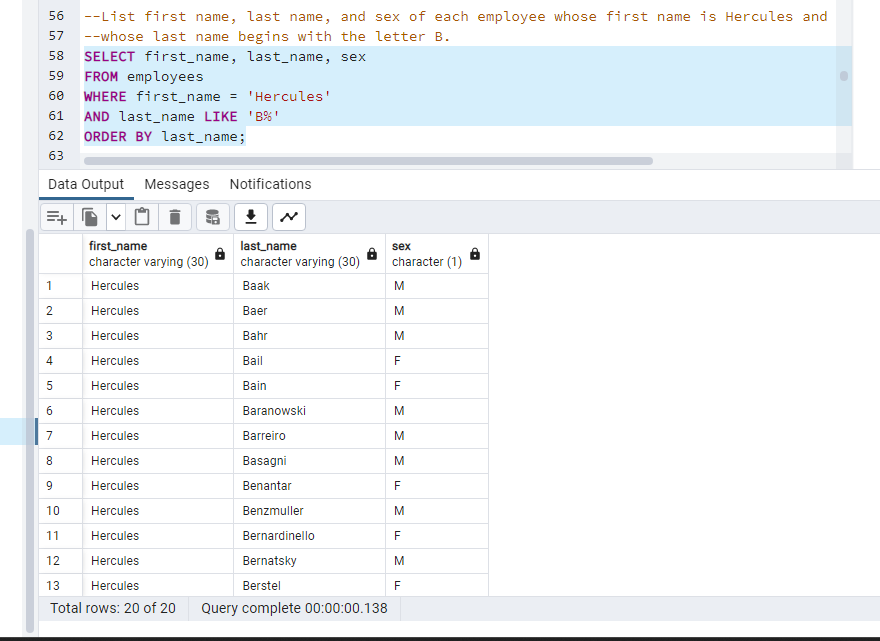 56 --List first name, last name, and sex of each employee whose first name is Hercules and
57 --whose last name begins with the letter B.
58 SELECT first_name, last_name, sex
59 FROM employees
60 WHERE first_name = 'Hercules'
61 AND last_name LIKE 'B%'
62 ORDER BY last_name;
63
Data Output Messages Notifications
first_name last_name sex
character varying (30) character varying (30) character (1)
1 Hercules Baak M
2 Hercules Baer M
3 Hercules Bahr M
4 Hercules Bail F
5 Hercules Bain F
6 Hercules Baranowski M
7 Hercules Barreiro M
8 Hercules Basagni M
9 Hercules Benantar F
10 Hercules Benzmuller M
11 Hercules Bernardinello F
12 Hercules Bernatsky M
13 Hercules Berstel F
Total rows: 20 of 20 Query complete 00:00:00.138